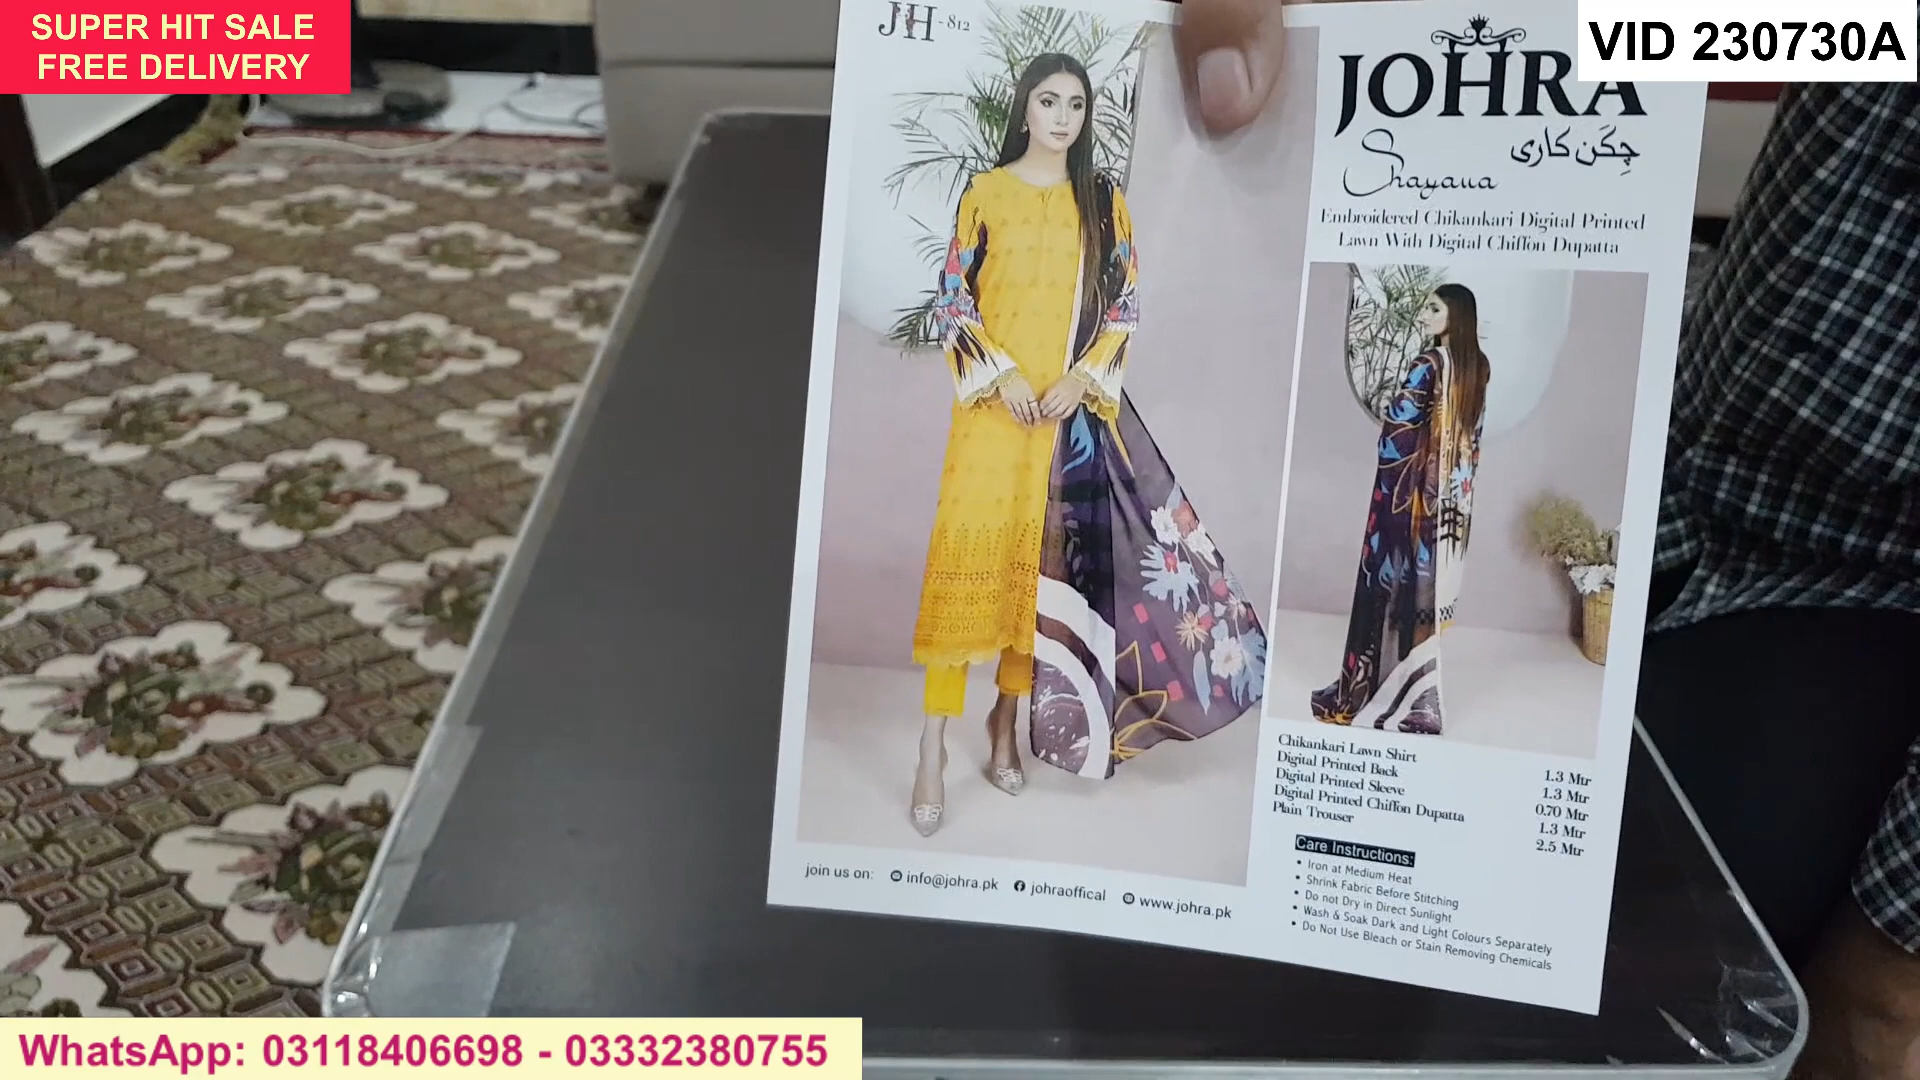 SUPER HIT SALE
FREE DELIVERY
VID 230730A
JH-812
JOHRA
چِکَن کاری
Shayana
Embroidered Chikankari Digital Printed
Lawn With Digital Chiffon Dupatta
Chikankari Lawn Shirt 1.3 Mtr
Digital Printed Back 1.3 Mtr
Digital Printed Sleeve 0.70 Mtr
Digital Printed Chiffon Dupatta 1.3 Mtr
Plain Trouser 2.5 Mtr
Care Instructions:
• Iron at Medium Heat
• Shrink Fabric Before Stitching
• Do not Dry in Direct Sunlight
• Wash & Soak Dark and Light Colours Separately
• Do Not Use Bleach or Stain Removing Chemicals
join us on: info@johra.pk johraoffical www.johra.pk
WhatsApp: 03118406698 - 03332380755